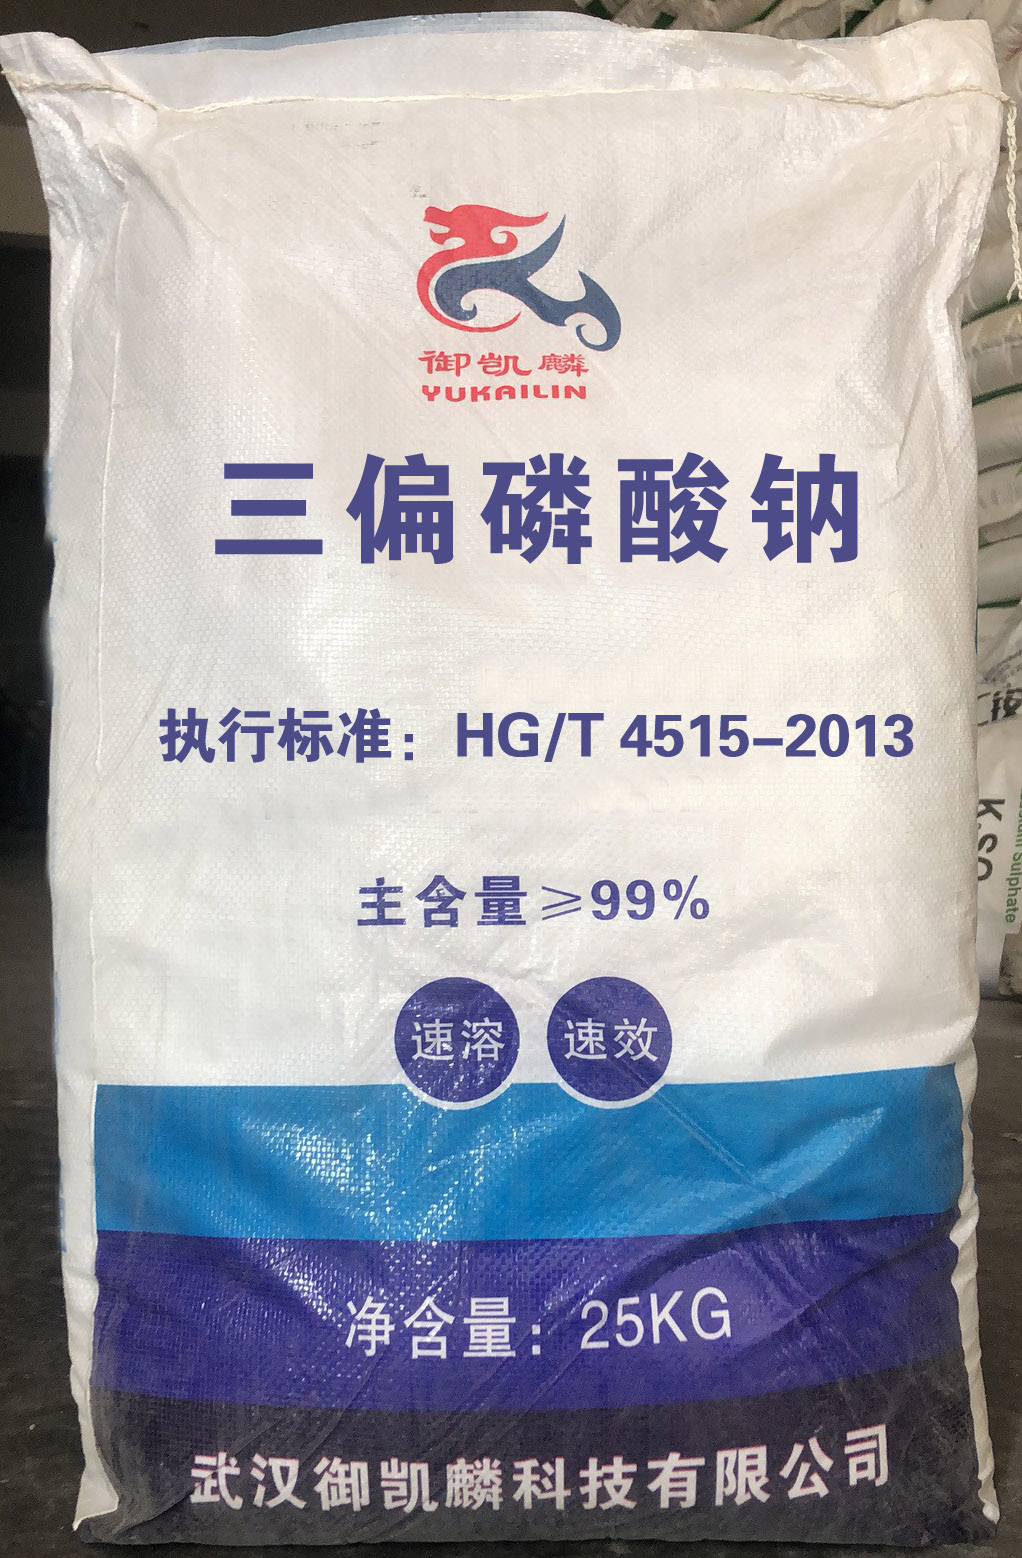 御凯麟
YUKAILIN
三偏磷酸钠
执行标准：HG/T 4515-2013
主含量≥99%
速溶 速效
净含量：25KG
武汉御凯麟科技有限公司
Sulphate